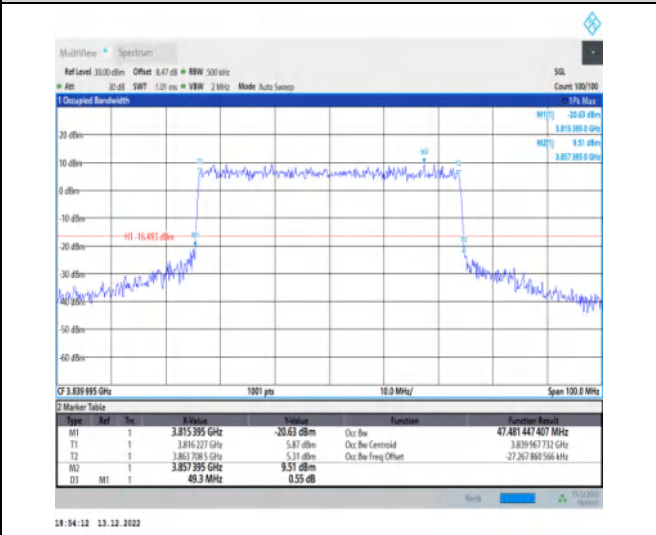 MultiView Spectrum
Ref Level 30.00 dBm Offset 8.47 dB RBW 500 kHz SGL
Att 30 dB SWT 1.01 ms VBW 2 MHz Mode Auto Sweep Count 100/100
1 Occupied Bandwidth 1Pk Max
M1[1] -20.63 dBm
3.815 395 0 GHz
M2[1] 9.51 dBm
3.857 395 0 GHz
20 dBm
M2
T1 T2
10 dBm
0 dBm
-10 dBm
H1 -16.493 dBm
M1
D3
-20 dBm
-30 dBm
-40 dBm
-50 dBm
-60 dBm
CF 3.839 995 GHz 1001 pts 10.0 MHz/ Span 100.0 MHz
2 Marker Table
Type Ref Trc X-Value Y-Value Function Function Result
M1 1 3.815 395 GHz -20.63 dBm Occ Bw 47.481 447 407 MHz
T1 1 3.816 227 GHz 5.87 dBm Occ Bw Centroid 3.839 967 732 GHz
T2 1 3.863 708 5 GHz 5.31 dBm Occ Bw Freq Offset -27.267 860 566 kHz
M2 1 3.857 395 GHz 9.51 dBm
D3 M1 1 49.3 MHz 0.55 dB
Ready 13.12.2022
18:54:12 13.12.2022